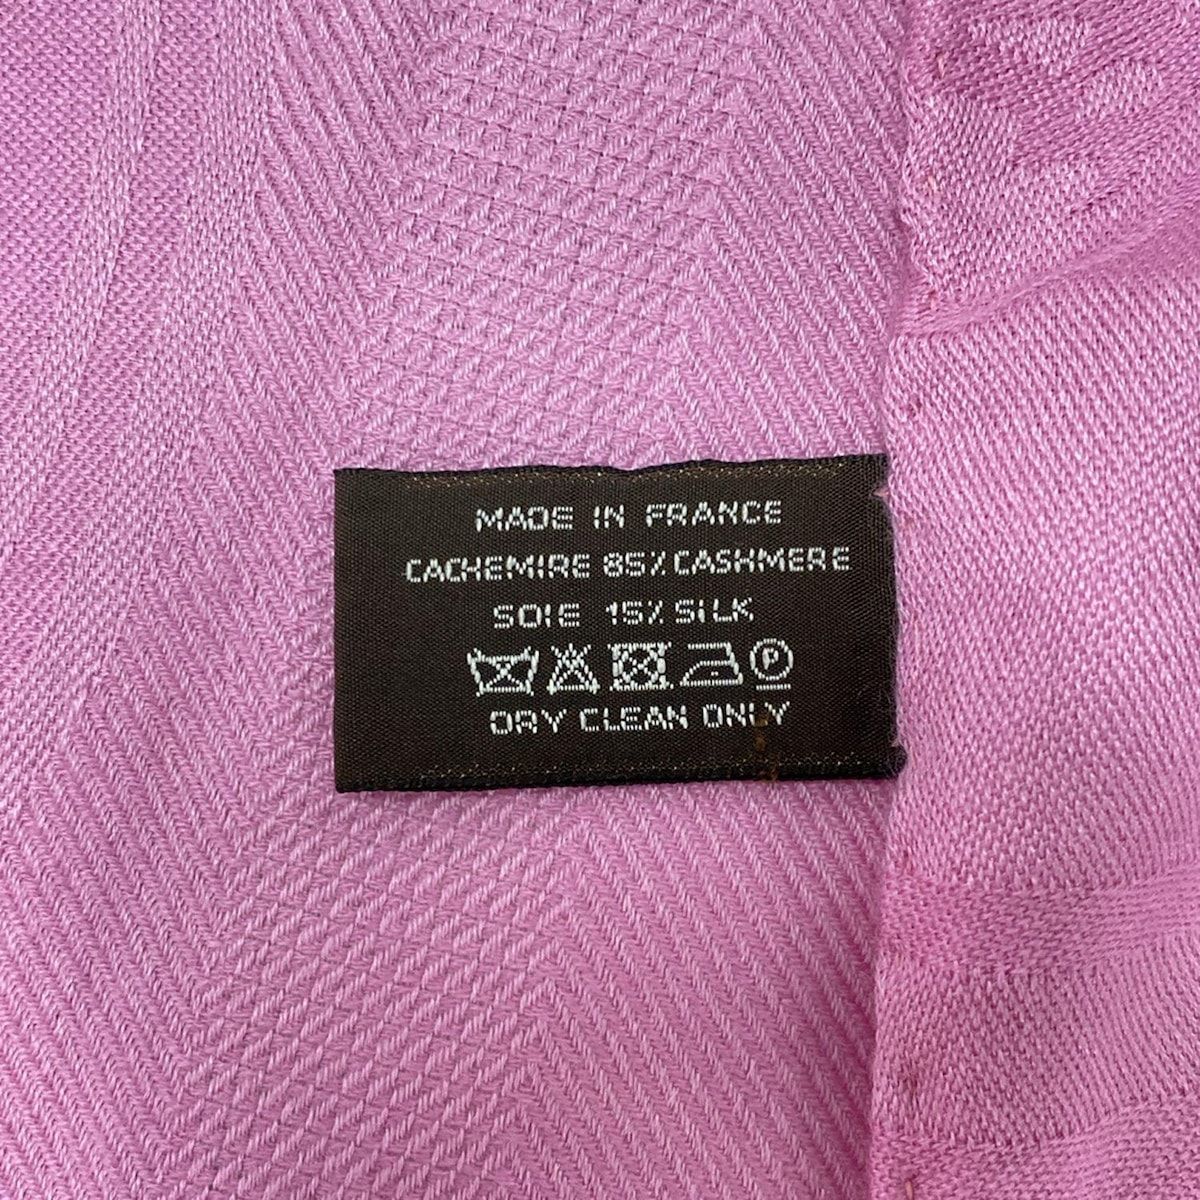 MADE IN FRANCE
CACHEMIRE 85% CASHMERE
SOIE 15% SILK
P
DRY CLEAN ONLY